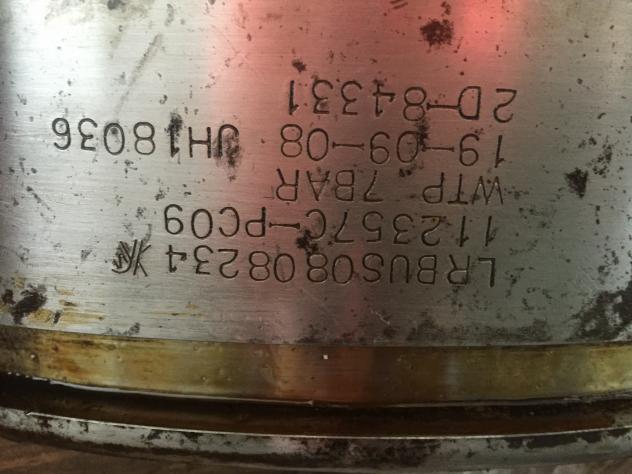 LRBUS0808234
112357C-PC09
WTP 7BAR
19-09-08 JH18036
2D-84331